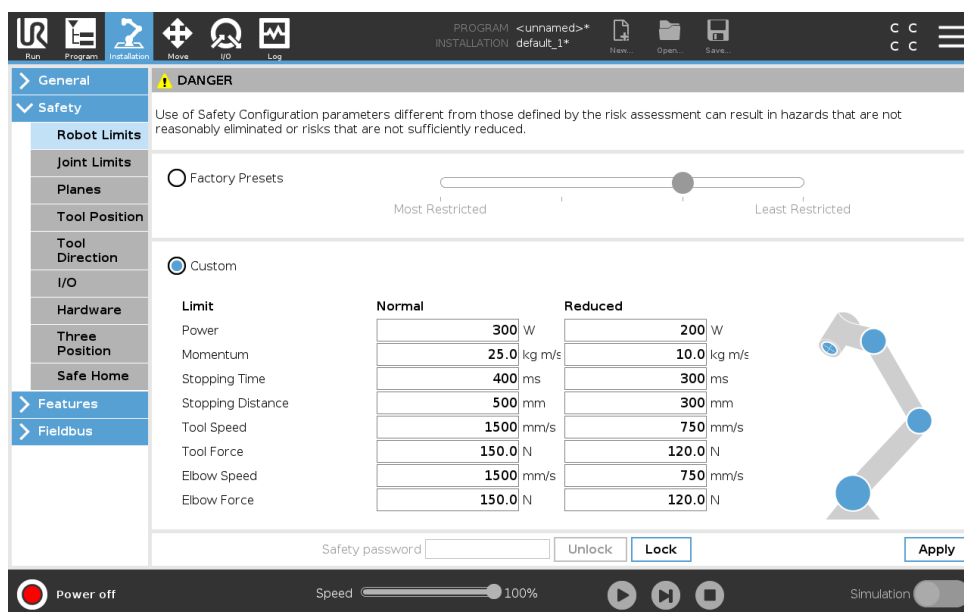 PROGRAM <unnamed>*
INSTALLATION default_1*
UR
Run Program Installation Move I/O Log New... Open... Save...
C C
C C
General
Safety
Robot Limits
Joint Limits
Planes
Tool Position
Tool
Direction
I/O
Hardware
Three
Position
Safe Home
Features
Fieldbus
DANGER
Use of Safety Configuration parameters different from those defined by the risk assessment can result in hazards that are not
reasonably eliminated or risks that are not sufficiently reduced.
Factory Presets
Most Restricted Least Restricted
Custom
Limit Normal Reduced
Power 300 W 200 W
Momentum 25.0 kg m/s 10.0 kg m/s
Stopping Time 400 ms 300 ms
Stopping Distance 500 mm 300 mm
Tool Speed 1500 mm/s 750 mm/s
Tool Force 150.0 N 120.0 N
Elbow Speed 1500 mm/s 750 mm/s
Elbow Force 150.0 N 120.0 N
Safety password Unlock Lock Apply
Power off Speed 100% Simulation